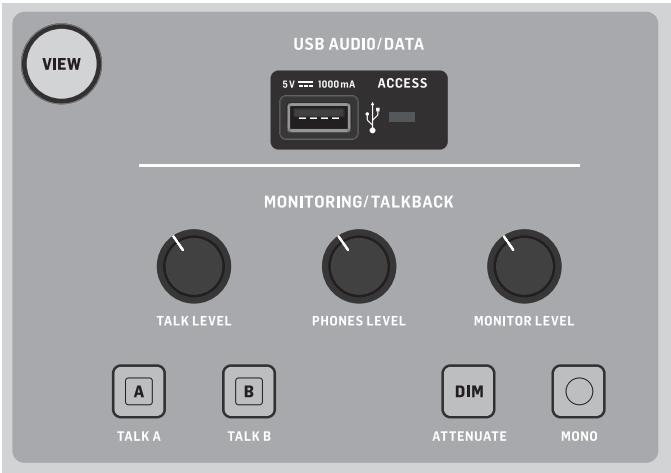 VIEW
USB AUDIO/DATA
5V 1000mA ACCESS
MONITORING/TALKBACK
TALK LEVEL PHONES LEVEL MONITOR LEVEL
A B DIM
TALK A TALK B ATTENUATE MONO